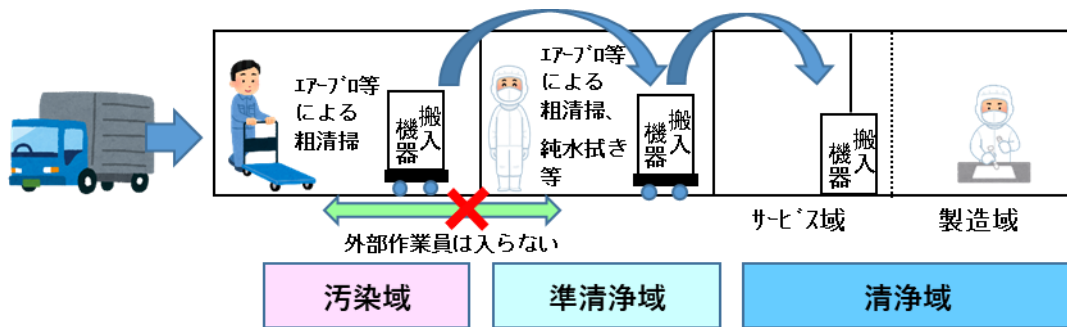 ｴｱｰﾌﾞﾛ等
による
粗清掃
搬入
機器
ｴｱｰﾌﾞﾛ等
による
粗清掃、
純水拭き
等
搬入
機器
搬入
機器
ｻｰﾋﾞｽ域
製造域
外部作業員は入らない
汚染域
準清浄域
清浄域